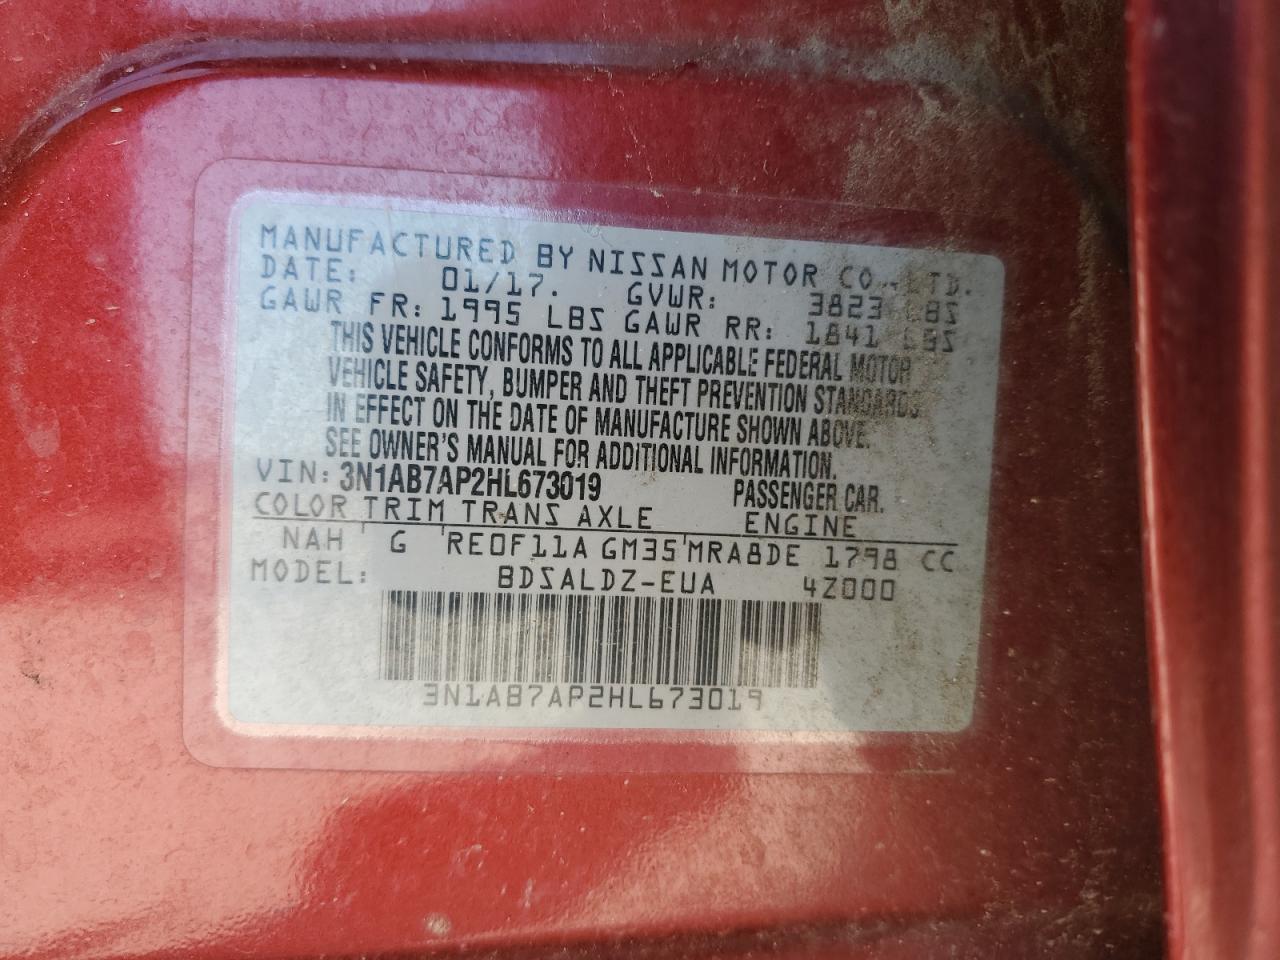 MANUFACTURED BY NISSAN MOTOR CO., LTD.
DATE: 01/17. GVWR: 3823 LBS
GAWR FR: 1995 LBS GAWR RR: 1841 LBS
THIS VEHICLE CONFORMS TO ALL APPLICABLE FEDERAL MOTOR
VEHICLE SAFETY, BUMPER AND THEFT PREVENTION STANDARDS
IN EFFECT ON THE DATE OF MANUFACTURE SHOWN ABOVE.
SEE OWNER'S MANUAL FOR ADDITIONAL INFORMATION.
VIN: 3N1AB7AP2HL673019 PASSENGER CAR.
COLOR TRIM TRANS AXLE ENGINE
NAH G RE0F11A GM35 MRA8DE 1798 CC
MODEL: BDSALDZ-EUA 4Z000
3N1AB7AP2HL673019